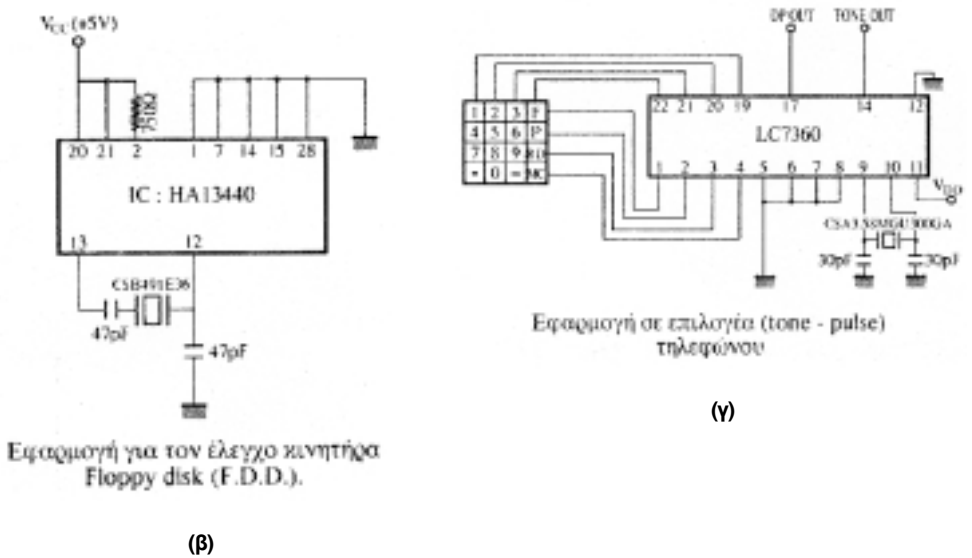 VCC (+5V)
75KΩ
20 21 2 1 7 14 15 28
IC : HA13440
13 12
CSB491E36
47pF
47pF
Εφαρμογή για τον έλεγχο κινητήρα
Floppy disk (F.D.D.).
(β)
DP OUT TONE OUT
22 21 20 19 17 14 12
LC7360
1 2 3 F
4 5 6 P
7 8 9
0 =
1 2 3 4 5 6 7 8 9 10 11
VDD
30pF 30pF
Εφαρμογή σε επιλογέα (tone - pulse)
τηλεφώνου
(γ)